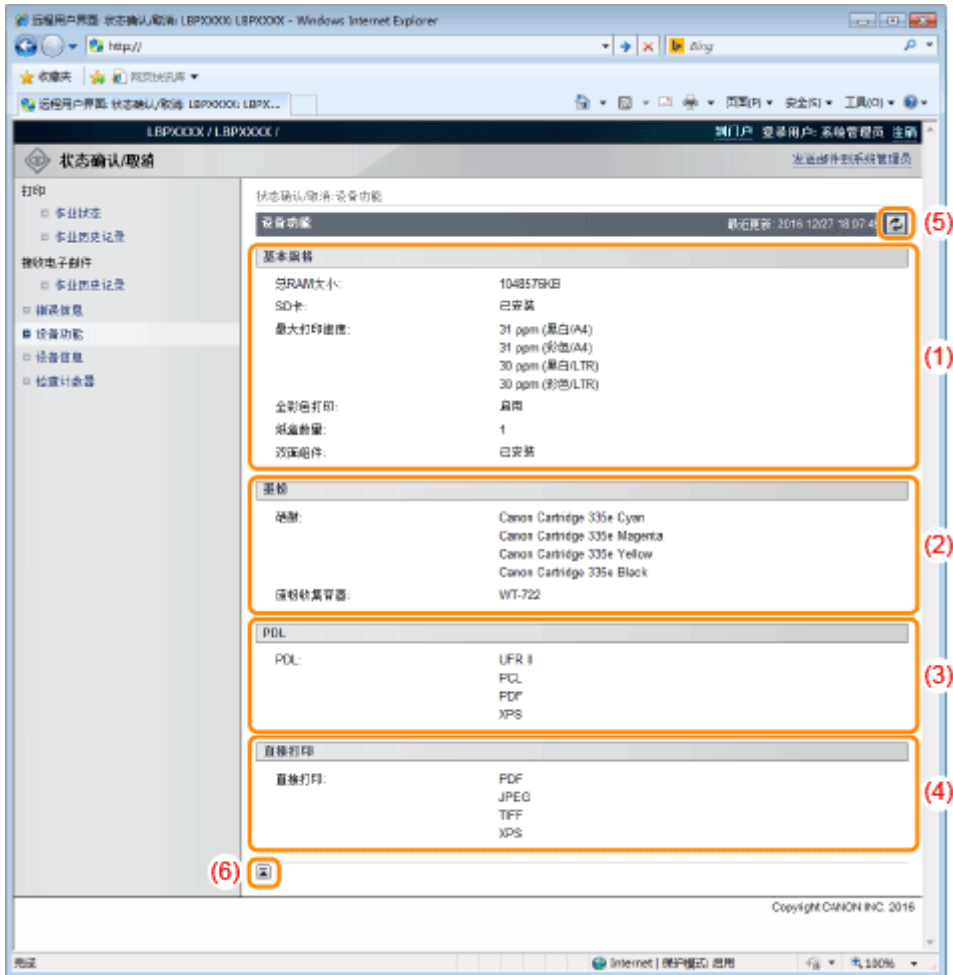 远程用户界面: 状态确认/取消: LBPXXXX: LBPXXXX - Windows Internet Explorer
http://
Bing
收藏夹 网页快讯库
远程用户界面: 状态确认/取消: LBPXXXX: LBPX...
页面(P) 安全(S) 工具(O)
LBPXXXX / LBPXXXX /
到门户 登录用户: 系统管理员 注销
状态确认/取消
发送邮件到系统管理员
打印
作业状态
作业历史记录
接收电子邮件
作业历史记录
错误信息
设备功能
设备信息
检查计数器
状态确认/取消:设备功能
设备功能
最近更新: 2016 12/27 18:07:45
(5)
基本规格
总RAM大小: 1048576KB
SD卡: 已安装
最大打印速度: 31 ppm (黑白/A4)
31 ppm (彩色/A4)
30 ppm (黑白/LTR)
30 ppm (彩色/LTR)
全彩色打印: 启用
纸盒数量: 1
双面组件: 已安装
(1)
墨粉
硒鼓: Canon Cartridge 335e Cyan
Canon Cartridge 335e Magenta
Canon Cartridge 335e Yellow
Canon Cartridge 335e Black
废粉收集容器: WT-722
(2)
PDL
PDL: UFR II
PCL
PDF
XPS
(3)
直接打印
直接打印: PDF
JPEG
TIFF
XPS
(4)
(6)
Copyright CANON INC. 2016
完成
Internet | 保护模式: 启用
100%